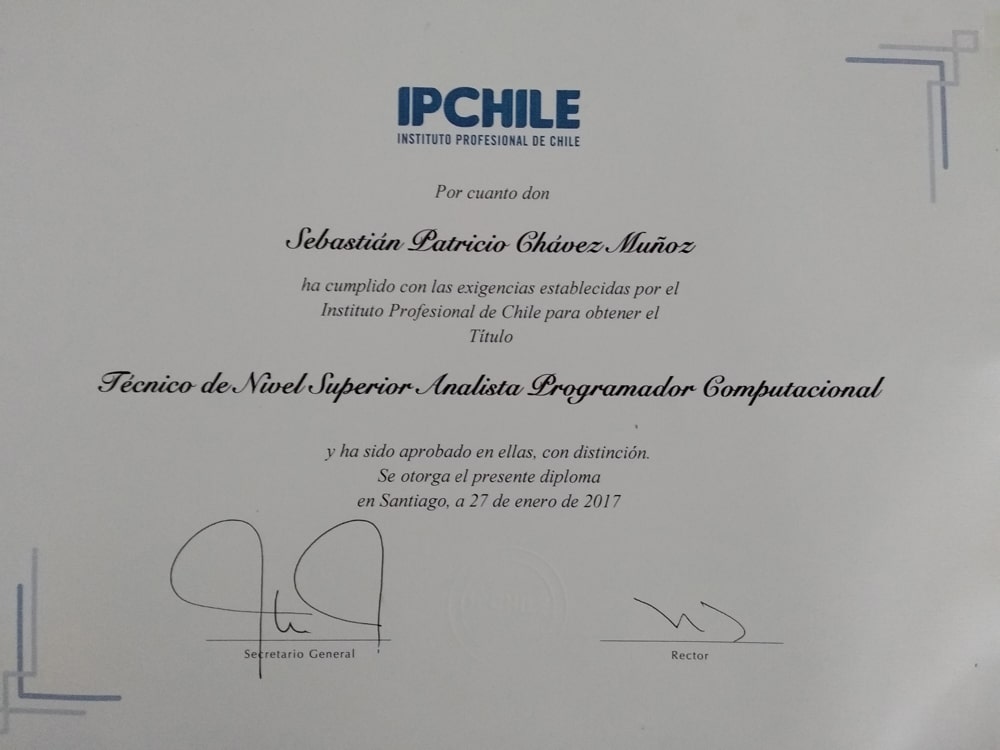 IPCHILE
INSTITUTO PROFESIONAL DE CHILE
Por cuanto don
Sebastián Patricio Chávez Muñoz
ha cumplido con las exigencias establecidas por el
Instituto Profesional de Chile para obtener el
Título
Técnico de Nivel Superior Analista Programador Computacional
y ha sido aprobado en ellas, con distinción.
Se otorga el presente diploma
en Santiago, a 27 de enero de 2017
Secretario General
Rector